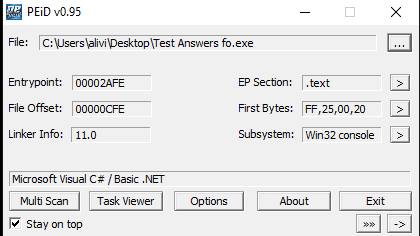 PEiD v0.95
File: C:\Users\alivi\Desktop\Test Answers fo.exe ...
Entrypoint: 00002AFE EP Section: .text >
File Offset: 00000CFE First Bytes: FF,25,00,20 >
Linker Info: 11.0 Subsystem: Win32 console >
Microsoft Visual C# / Basic .NET
Multi Scan Task Viewer Options About Exit
Stay on top »» ->